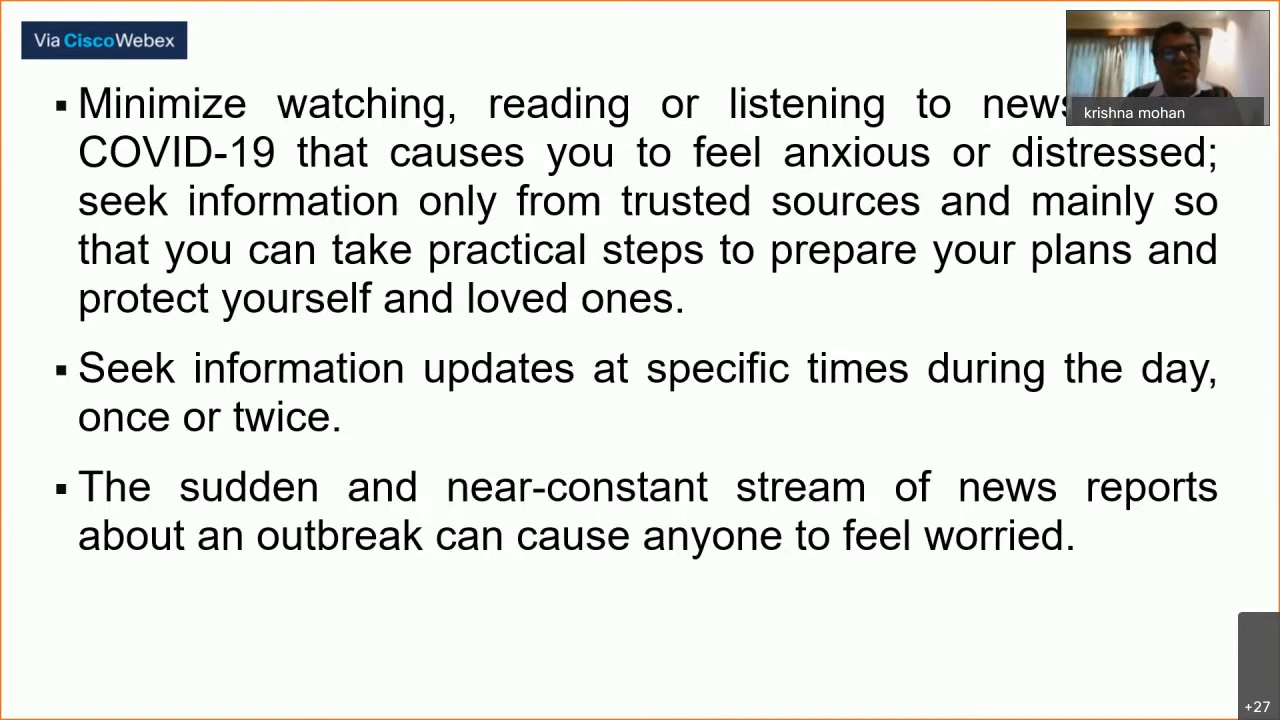 Via CiscoWebex
krishna mohan
▪ Minimize watching, reading or listening to news
COVID-19 that causes you to feel anxious or distressed;
seek information only from trusted sources and mainly so
that you can take practical steps to prepare your plans and
protect yourself and loved ones.
▪ Seek information updates at specific times during the day,
once or twice.
▪ The sudden and near-constant stream of news reports
about an outbreak can cause anyone to feel worried.
+27